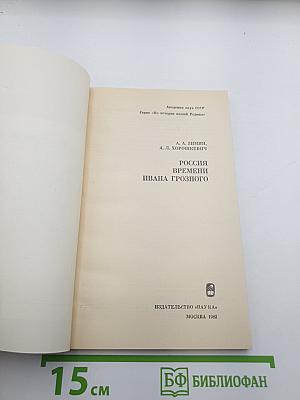 Академия наук СССР
Серия «Из истории нашей Родины»
А. А. ЗИМИН,
А. Л. ХОРОШКЕВИЧ
РОССИЯ
ВРЕМЕНИ
ИВАНА ГРОЗНОГО
ИЗДАТЕЛЬСТВО «НАУКА»
МОСКВА 1982
15 см
БФ БИБЛИОФАН